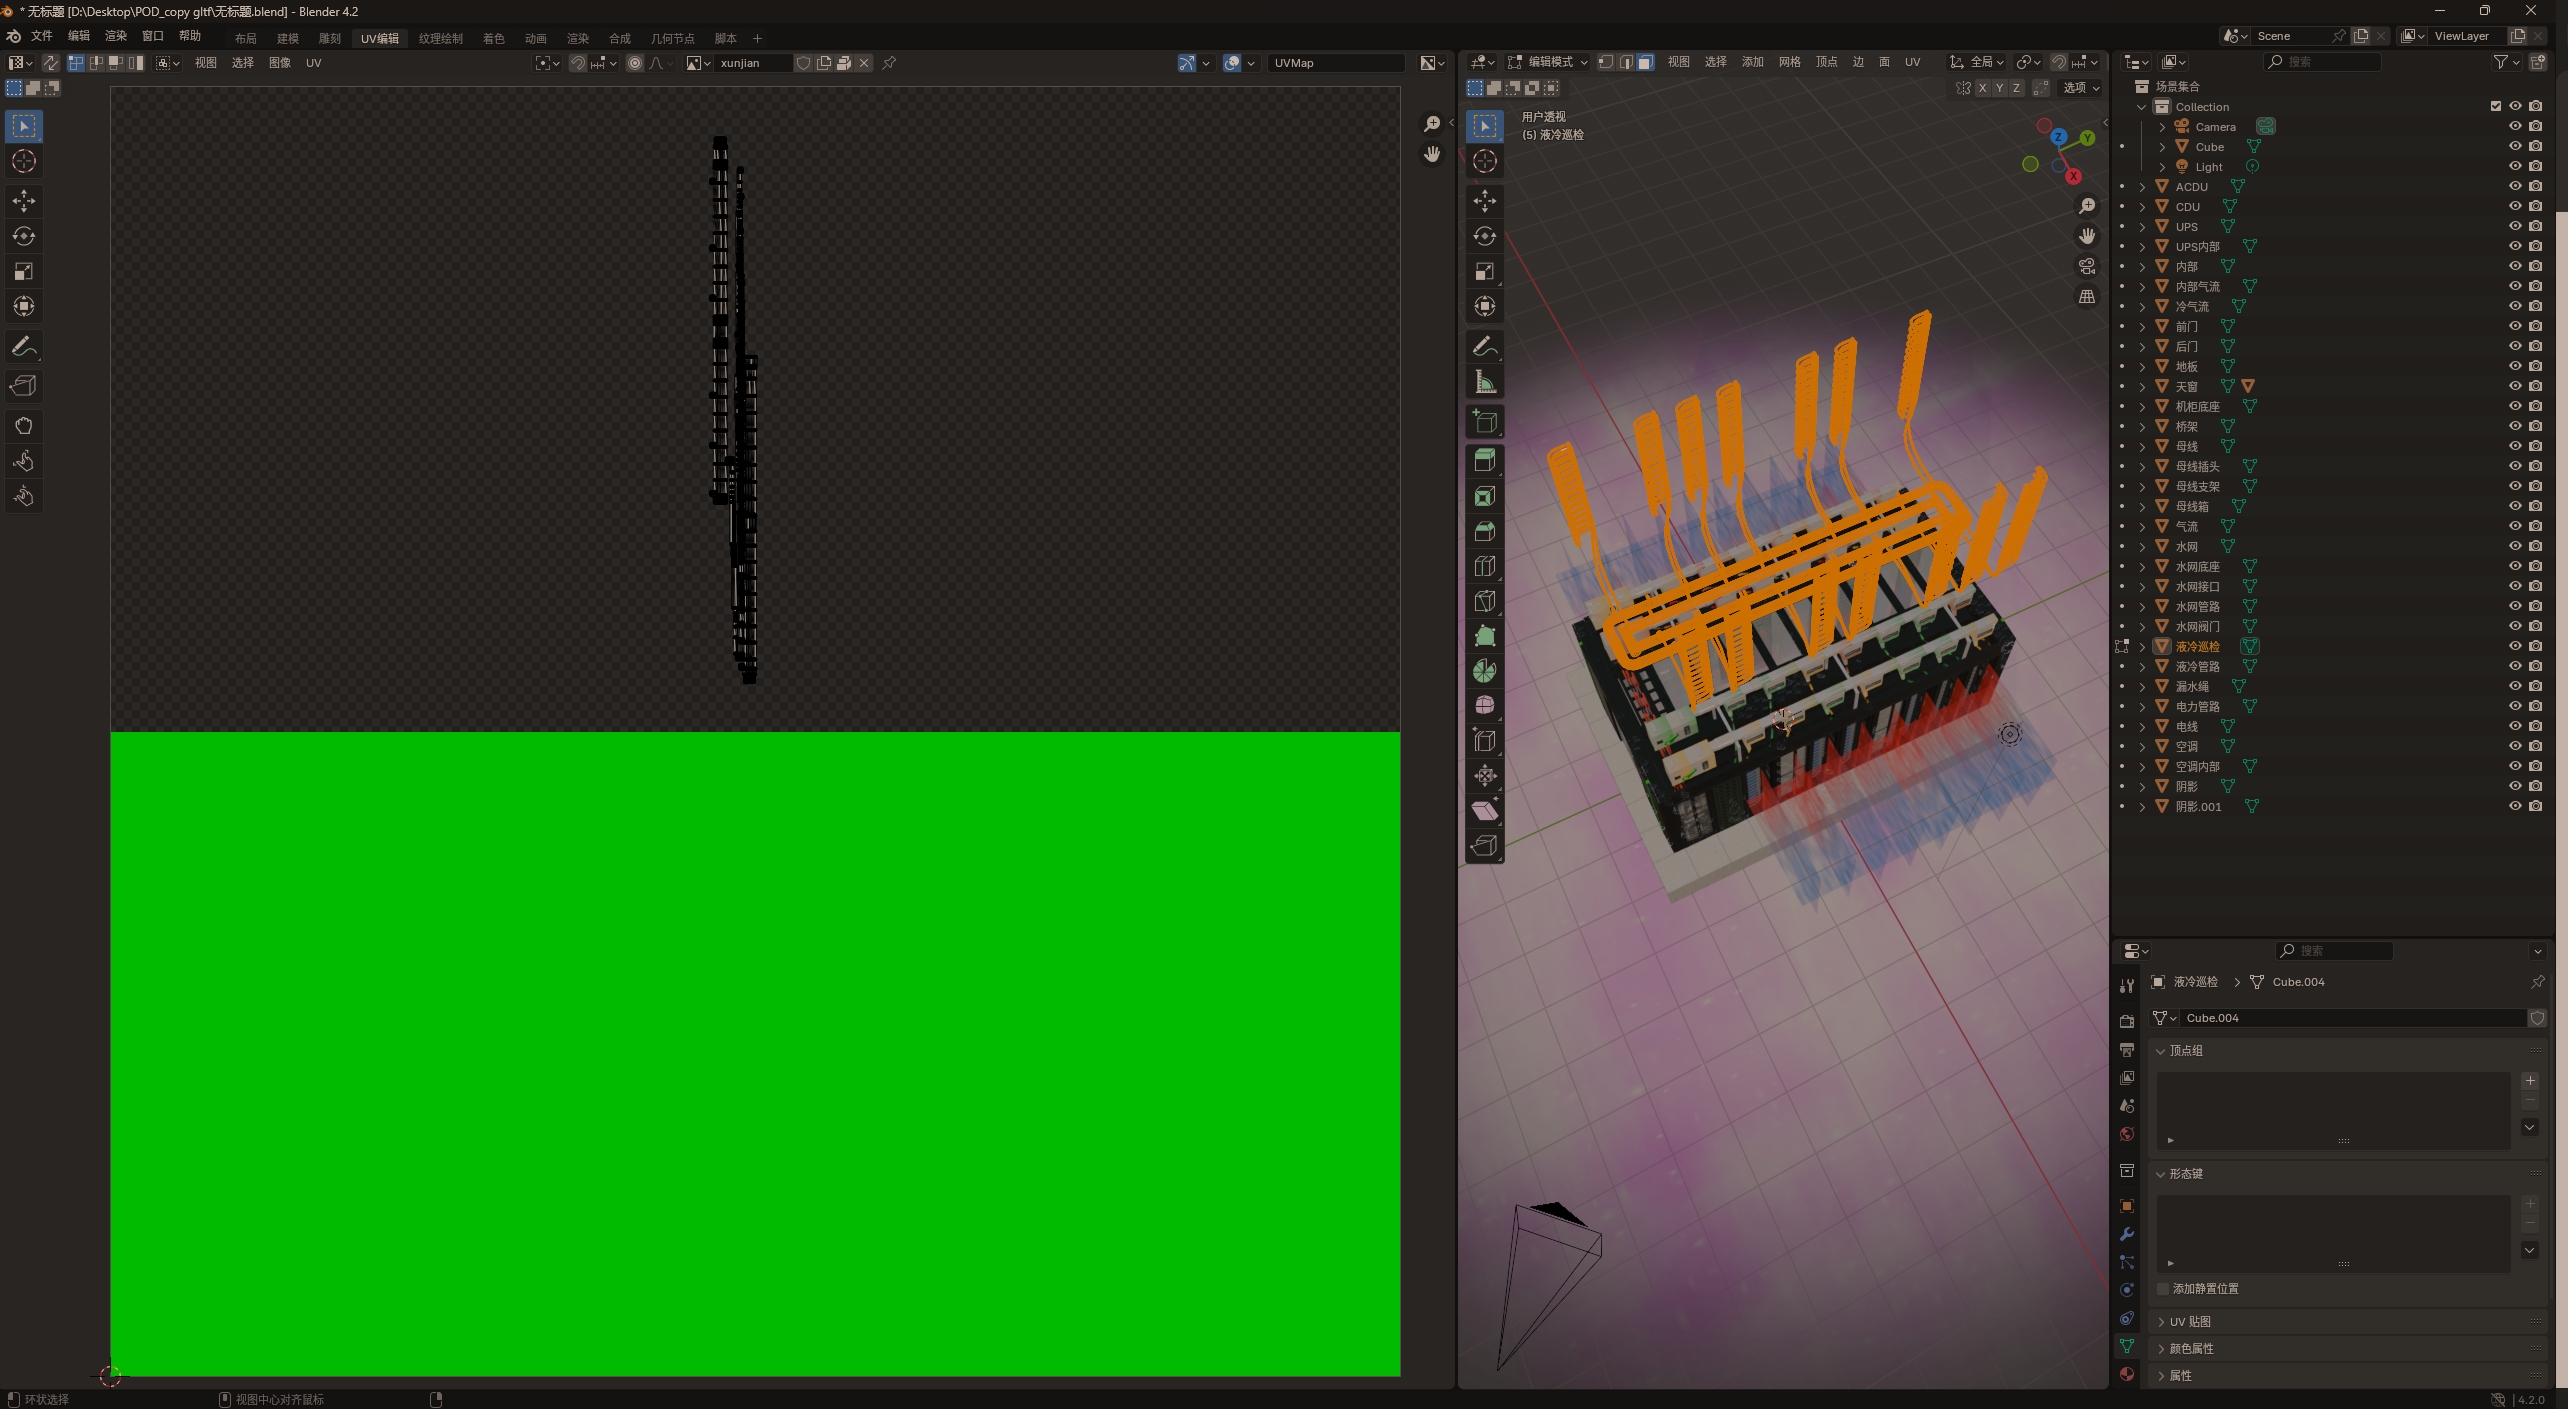 * 无标题 [D:\Desktop\POD_copy gltf\无标题.blend] - Blender 4.2
文件 编辑 渲染 窗口 帮助 布局 建模 雕刻 UV编辑 纹理绘制 着色 动画 渲染 合成 几何节点 脚本 +
Scene ViewLayer
视图 选择 图像 UV xunjian UVMap
编辑模式 视图 选择 添加 网格 顶点 边 面 UV 全局
搜索
X Y Z 选项
用户透视
(5) 液冷巡检
Z Y X
场景集合
Collection
Camera
Cube
Light
ACDU
CDU
UPS
UPS内部
内部
内部气流
冷气流
前门
后门
地板
天窗
机柜底座
桥架
母线
母线插头
母线支架
母线箱
气流
水网
水网底座
水网接口
水网管路
水网阀门
液冷巡检
液冷管路
漏水绳
电力管路
电线
空调
空调内部
阴影
阴影.001
搜索
液冷巡检 > Cube.004
Cube.004
顶点组
形态键
添加静置位置
UV 贴图
颜色属性
属性
环状选择 视图中心对齐鼠标
4.2.0